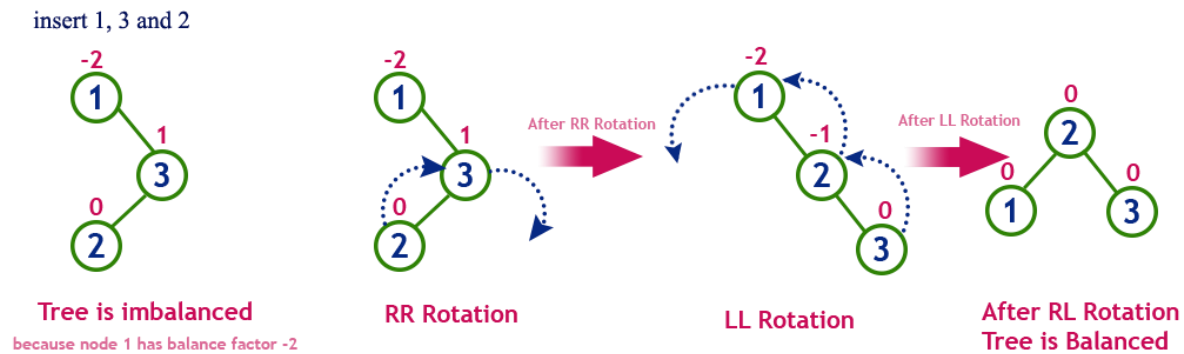 insert 1, 3 and 2
-2
1
1
3
0
2
Tree is imbalanced
because node 1 has balance factor -2
-2
1
1
3
0
2
RR Rotation
After RR Rotation
-2
1
-1
2
0
3
LL Rotation
After LL Rotation
0
2
0
1
0
3
After RL Rotation
Tree is Balanced